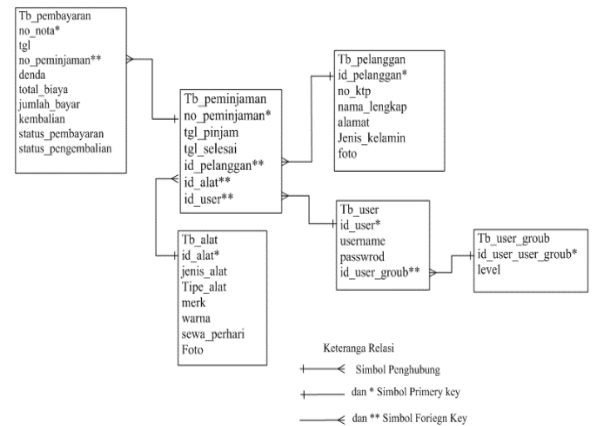 Tb_pembayaran
no_nota*
tgl
no_peminjaman**
denda
total_biaya
jumlah_bayar
kembalian
status_pembayaran
status_pengembalian
Tb_peminjaman
no_peminjaman*
tgl_pinjam
tgl_selesai
id_pelanggan**
id_alat**
id_user**
Tb_pelanggan
id_pelanggan*
no_ktp
nama_lengkap
alamat
Jenis_kelamin
foto
Tb_alat
id_alat*
jenis_alat
Tipe_alat
merk
warna
sewa_perhari
Foto
Tb_user
id_user*
username
passwrod
id_user_groub**
Tb_user_groub
id_user_user_groub*
level
Keteranga Relasi
Simbol Penghubung
dan * Simbol Primery key
dan ** Simbol Foriegn Key